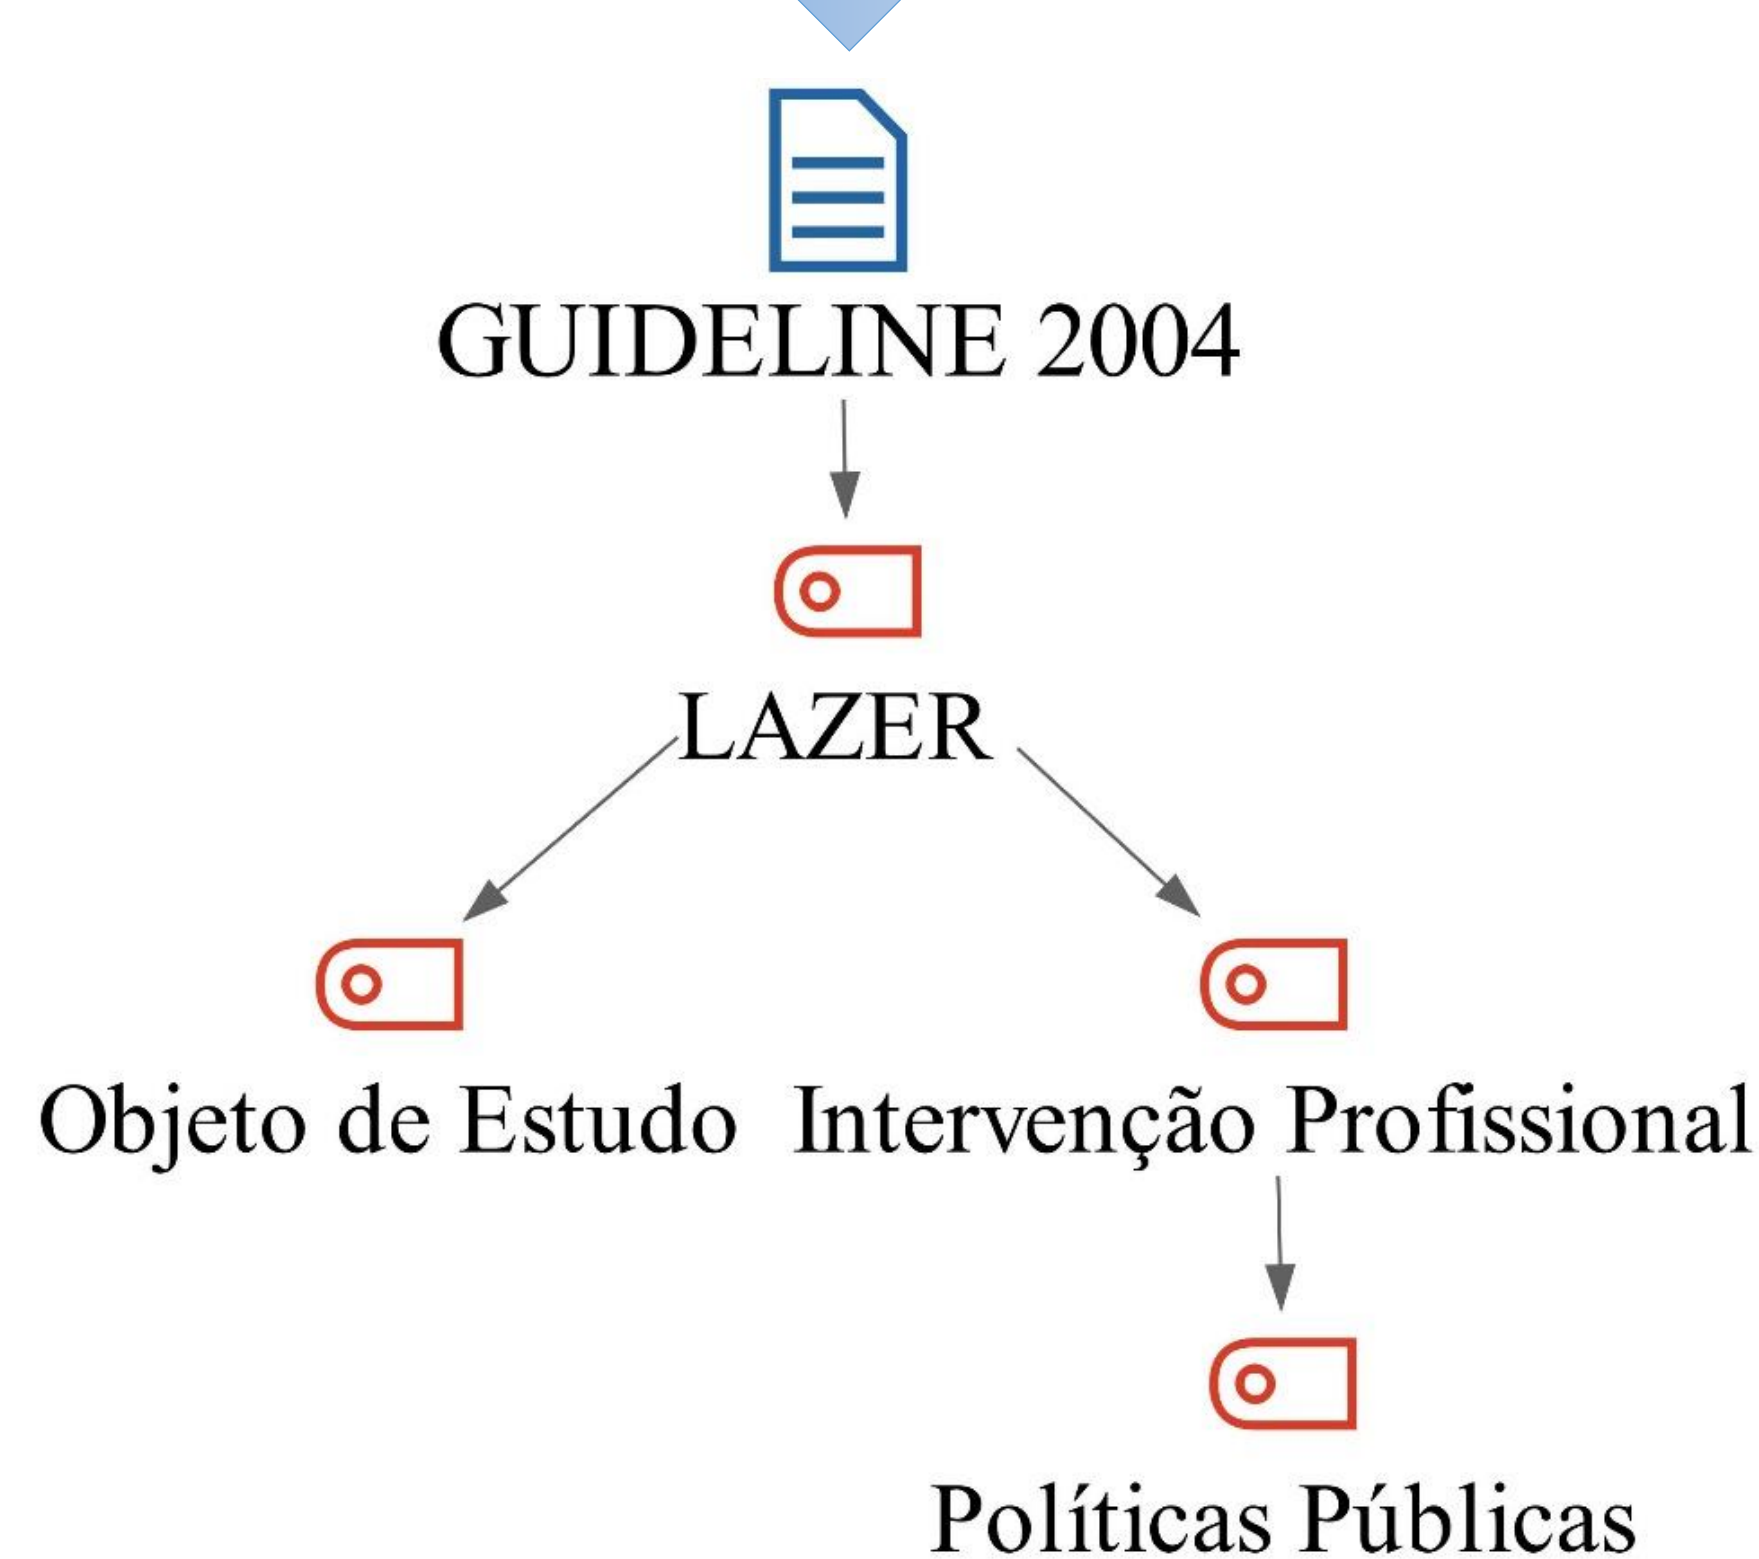 GUIDELINE 2004
LAZER
Objeto de Estudo
Intervenção Profissional
Políticas Públicas